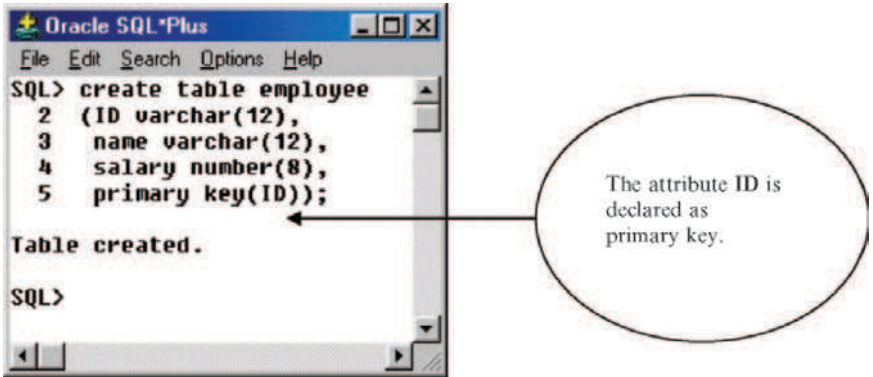 Oracle SQL*Plus
File Edit Search Options Help
SQL> create table employee
2 (ID varchar(12),
3 name varchar(12),
4 salary number(8),
5 primary key(ID));
Table created.
SQL>
The attribute ID is
declared as
primary key.